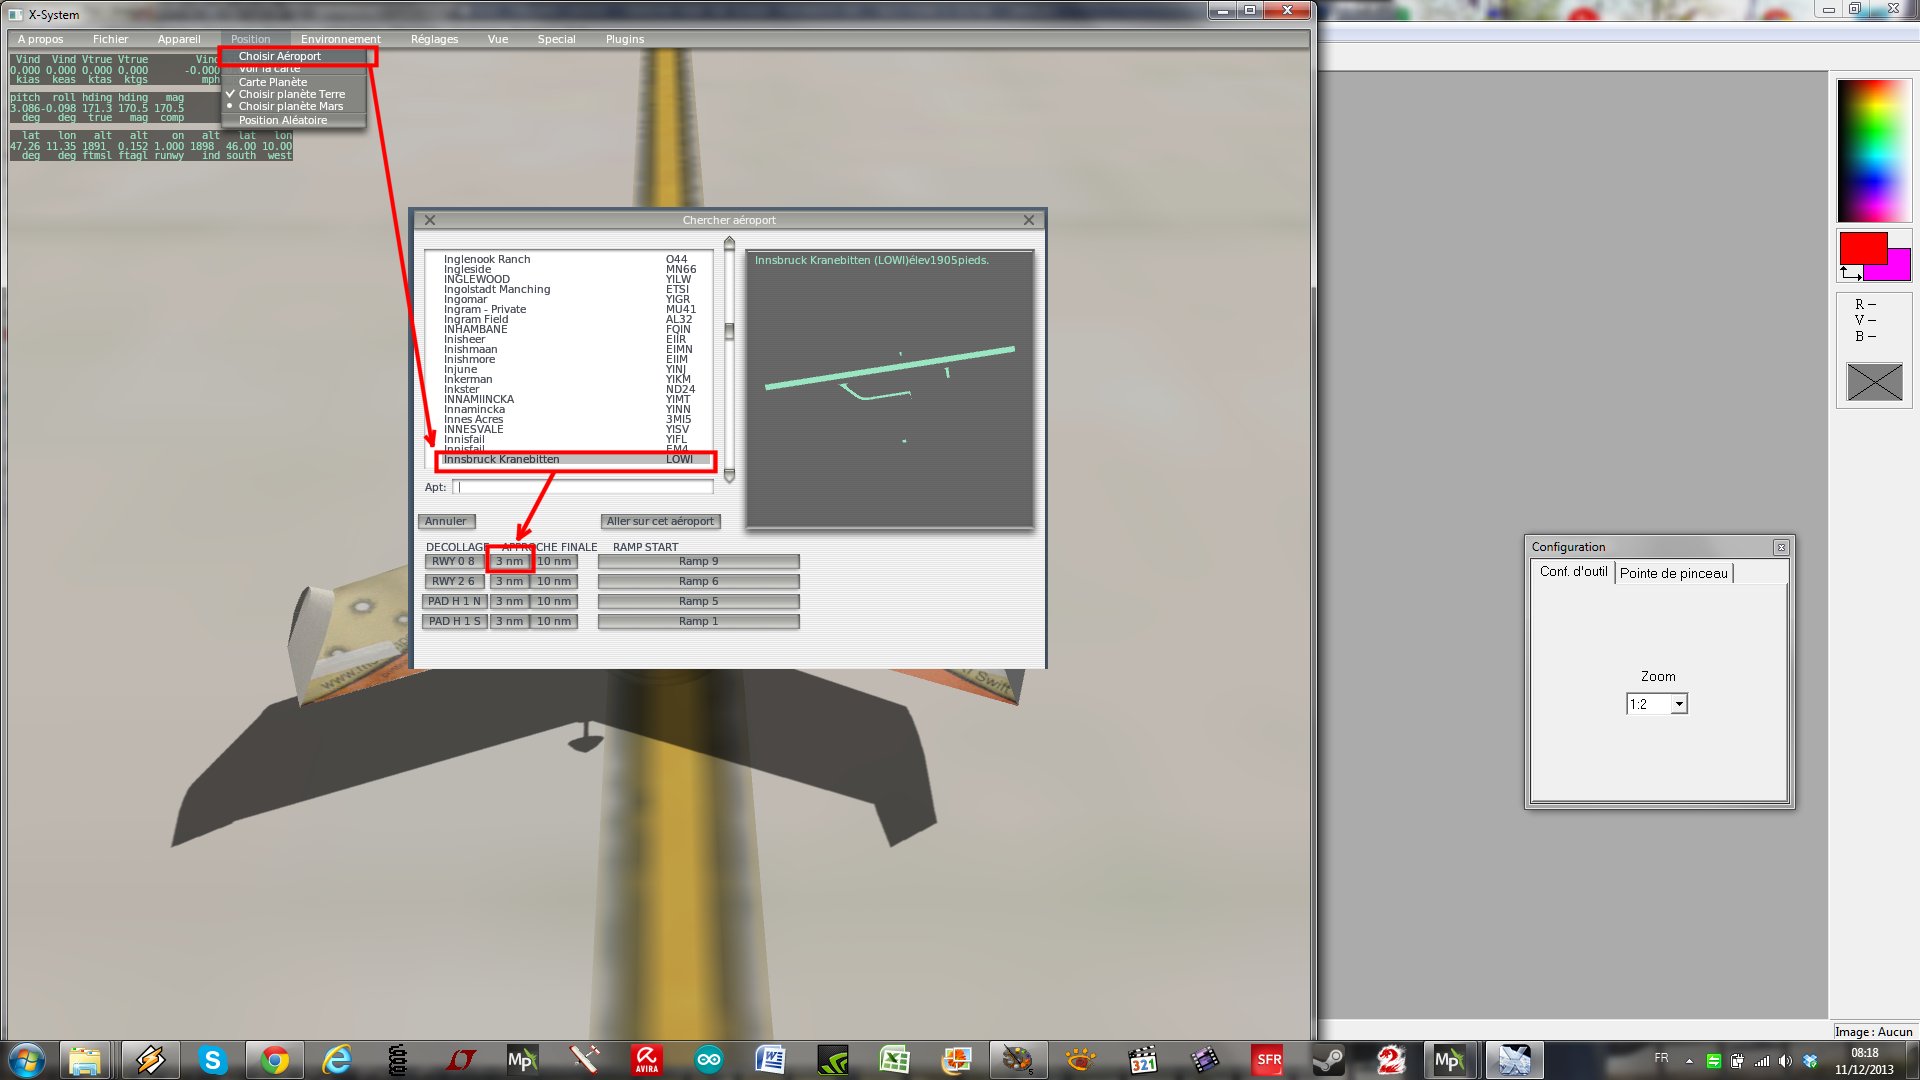 X-System
A propos Fichier Appareil Position Environnement Réglages Vue Special Plugins
Choisir Aéroport
Voir la carte
Carte Planète
Choisir planète Terre
Choisir planète Mars
Position Aléatoire
Vind Vind Vtrue Vtrue Vind
0.000 0.000 0.000 0.000 -0.000
kias keas ktas ktgs mph
pitch roll hding hding mag
3.086 -0.098 171.3 170.5 170.5
deg deg true mag comp
lat lon alt alt on alt lat lon
47.26 11.35 1891 0.152 1.000 1898 46.00 10.00
deg deg ftmsl ftagl runwy ind south west
Chercher aéroport
Inglenook Ranch O44
Ingleside MN66
INGLEWOOD YILW
Ingolstadt Manching ETSI
Ingomar YIGR
Ingram - Private MU41
Ingram Field AL32
INHAMBANE FQIN
Inisheer EIIR
Inishmaan EIMN
Inishmore EIIM
Injune YINJ
Inkerman YIKM
Inkster ND24
INNAMIINCKA YIMT
Innamincka YINN
Innes Acres 3MI5
INNESVALE YISV
Innisfail YIFL
Innisfail EM4
Innsbruck Kranebitten LOWI
Apt:
Innsbruck Kranebitten (LOWI)élev1905pieds.
Annuler Aller sur cet aéroport
DECOLLAGE APPROCHE FINALE RAMP START
RWY 0 8 3 nm 10 nm Ramp 9
RWY 2 6 3 nm 10 nm Ramp 6
PAD H 1 N 3 nm 10 nm Ramp 5
PAD H 1 S 3 nm 10 nm Ramp 1
R –
V –
B –
Configuration
Conf. d'outil Pointe de pinceau
Zoom
1:2
Image : Aucun
Mp
AVIRA
321
SFR
Mp
FR
08:18
11/12/2013